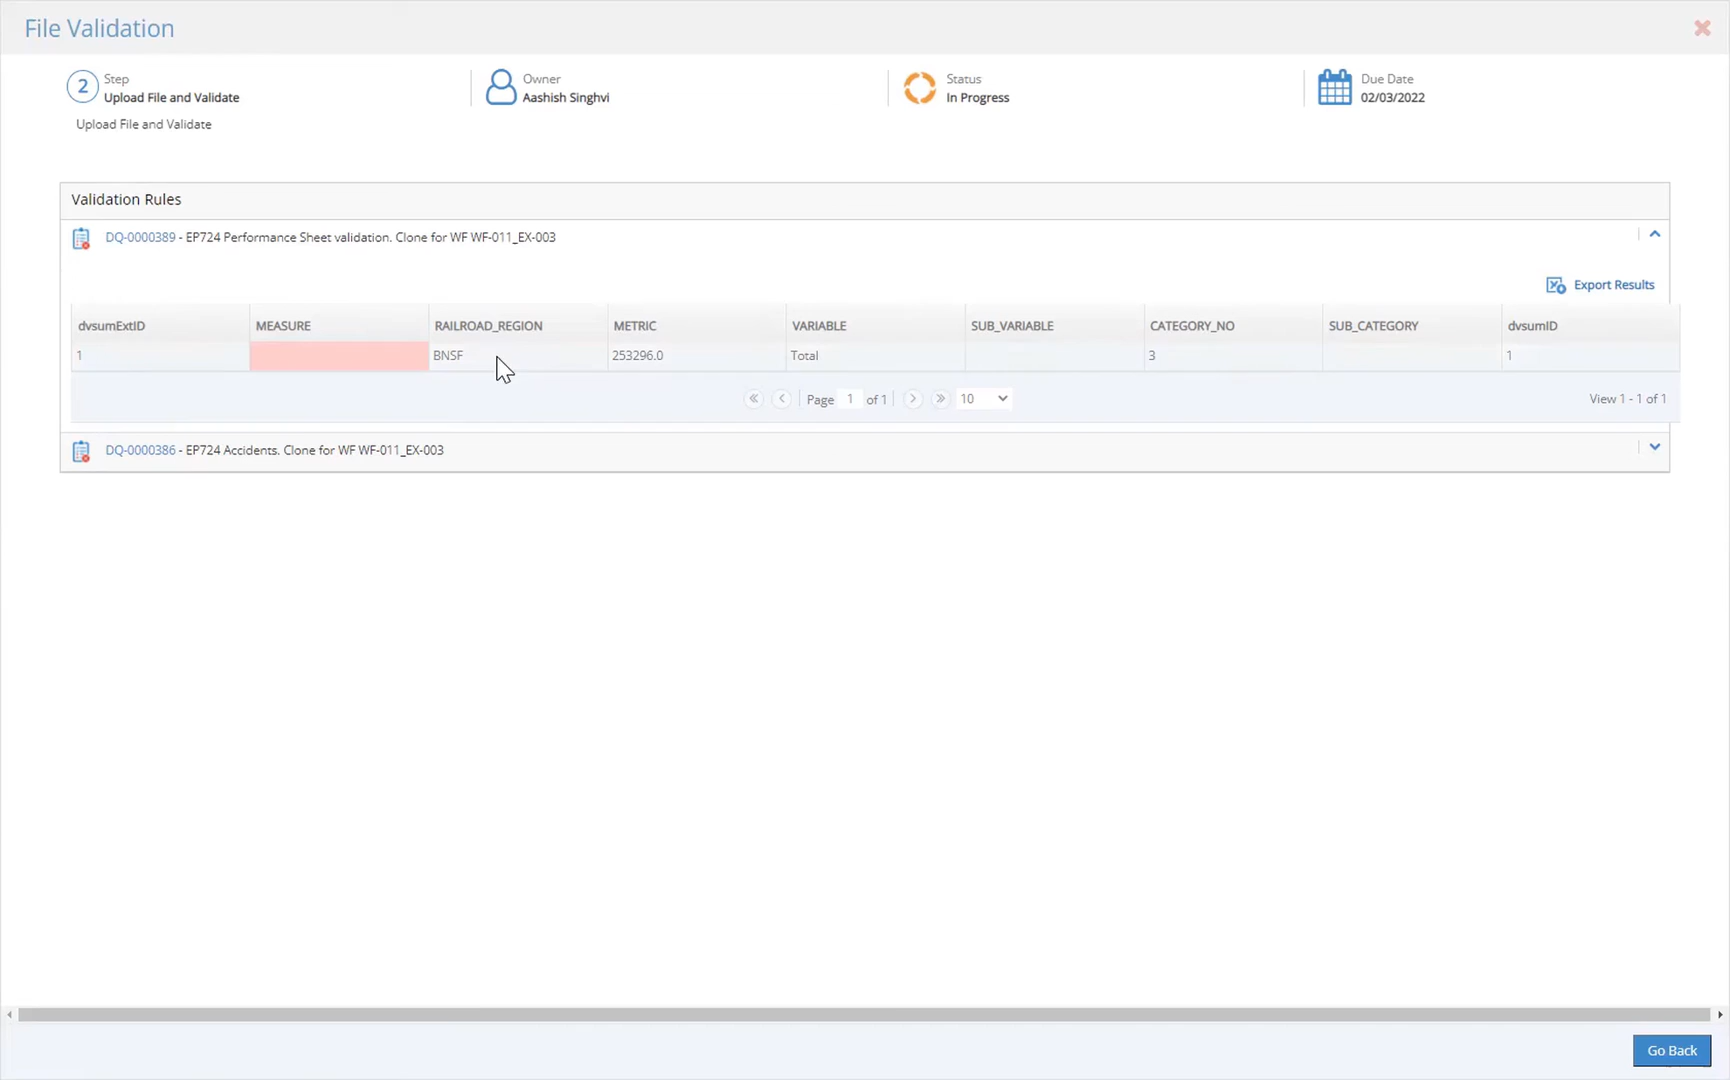 File Validation
2
Step
Upload File and Validate
Upload File and Validate
Owner
Aashish Singhvi
Status
In Progress
Due Date
02/03/2022
Validation Rules
DQ-0000389 - EP724 Performance Sheet validation. Clone for WF WF-011_EX-003
Export Results
dvsumExtID MEASURE RAILROAD_REGION METRIC VARIABLE SUB_VARIABLE CATEGORY_NO SUB_CATEGORY dvsumID
1 BNSF 253296.0 Total 3 1
Page 1 of 1 10 View 1 - 1 of 1
DQ-0000386 - EP724 Accidents. Clone for WF WF-011_EX-003
Go Back